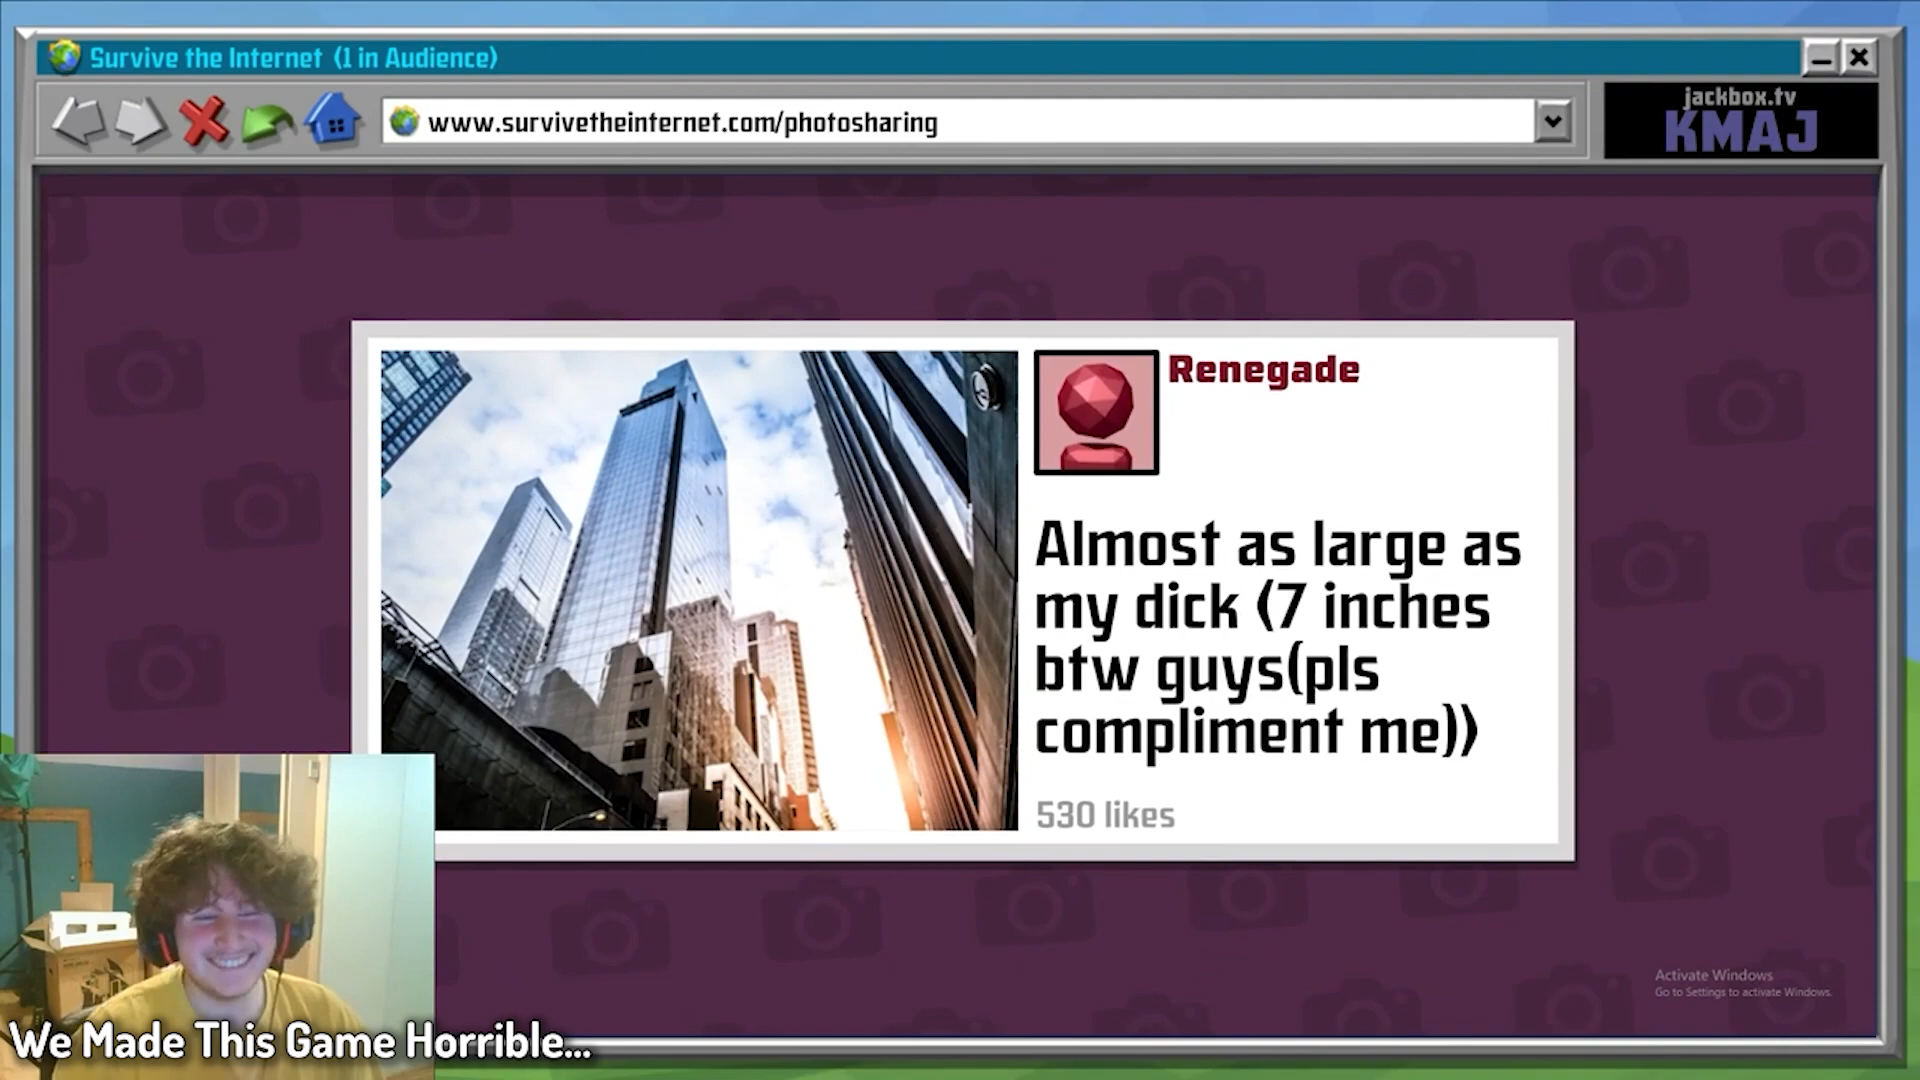 Survive the Internet (1 in Audience)
www.survivetheinternet.com/photosharing
jackbox.tv
KMAJ
Renegade
Almost as large as
my dick (7 inches
btw guys(pls
compliment me))
530 likes
Activate Windows
Go to Settings to activate Windows.
We Made This Game Horrible...